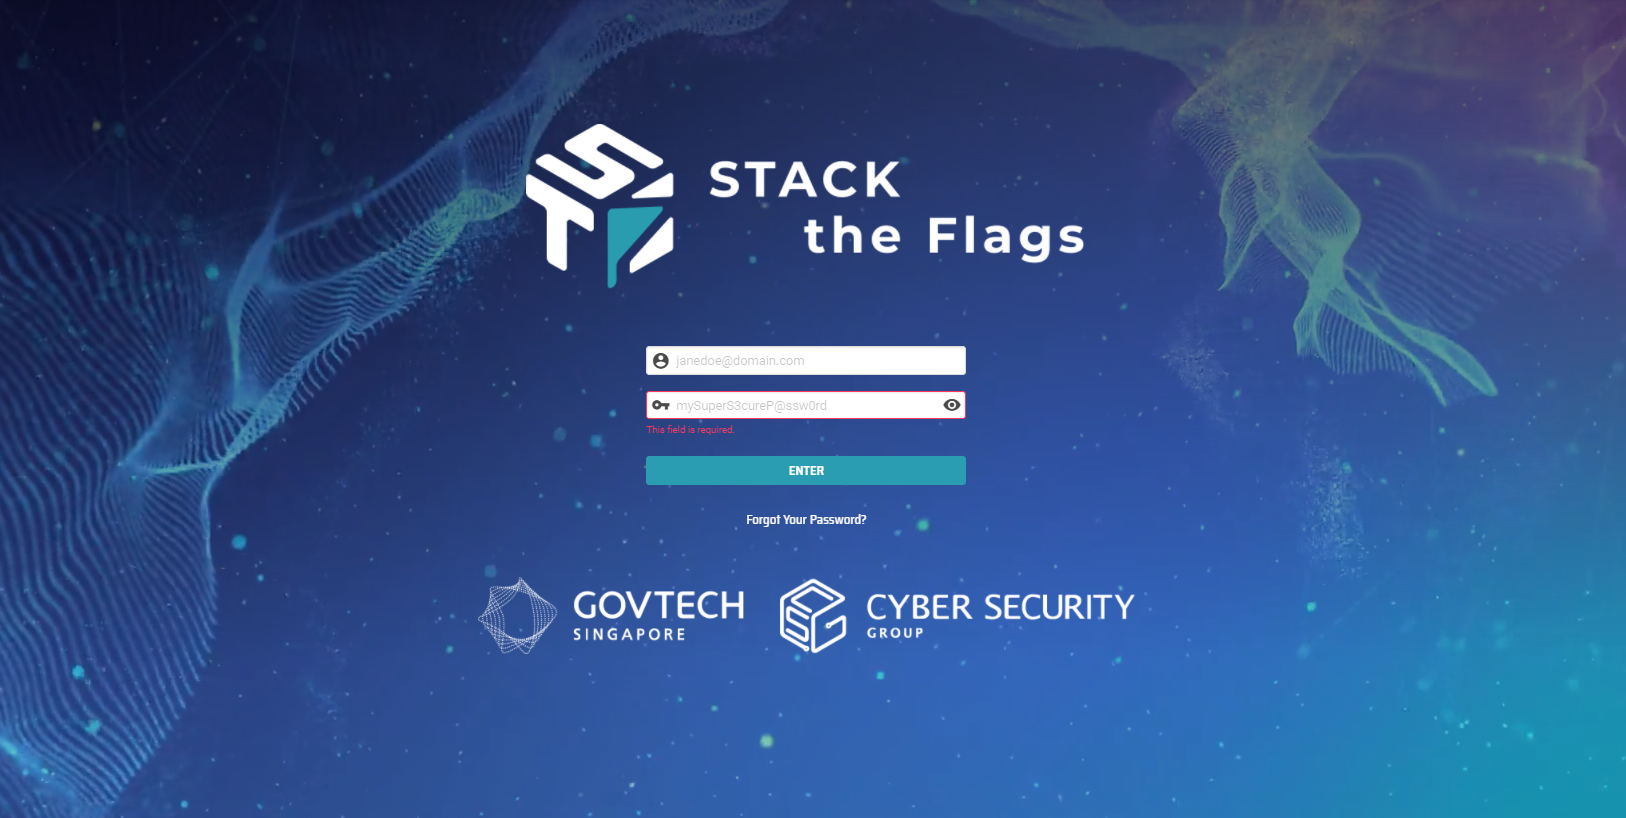 STACK
the Flags
janedoe@domain.com
mySuperS3cureP@ssw0rd
This field is required.
ENTER
Forgot Your Password?
GOVTECH
SINGAPORE
CYBER SECURITY
GROUP